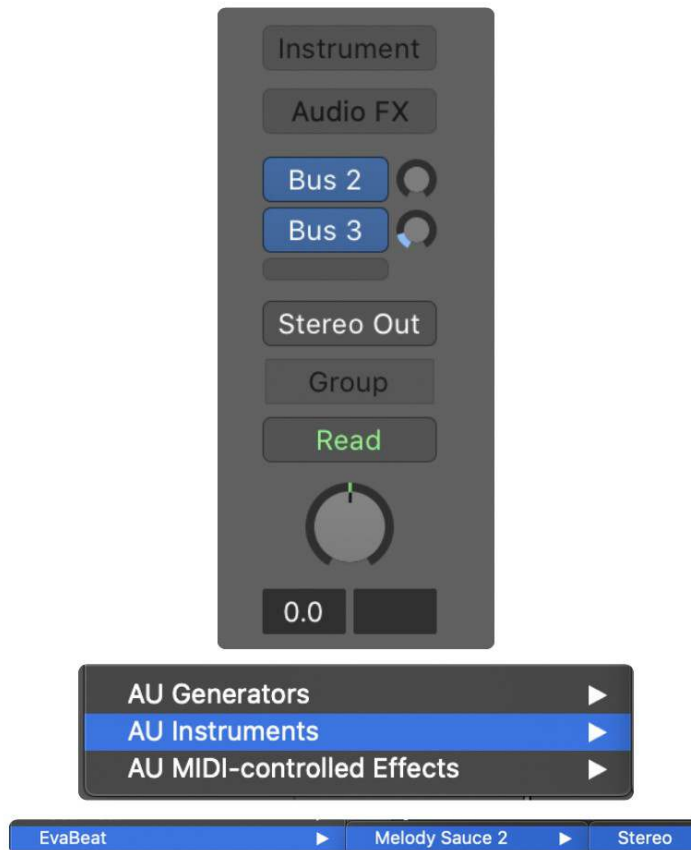 Instrument
Audio FX
Bus 2
Bus 3
Stereo Out
Group
Read
0.0
AU Generators
AU Instruments
AU MIDI-controlled Effects
EvaBeat Melody Sauce 2 Stereo